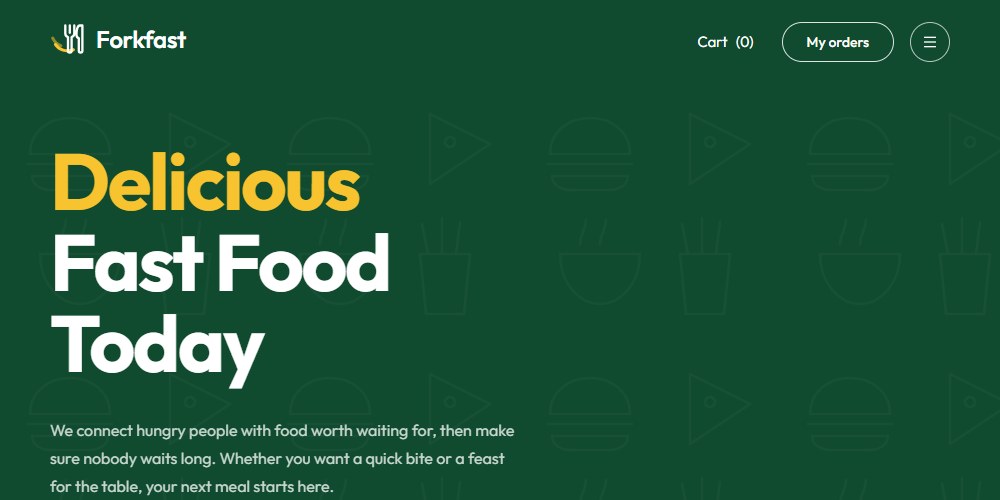 Forkfast
Cart (0)
My orders
Delicious
Fast Food
Today
We connect hungry people with food worth waiting for, then make
sure nobody waits long. Whether you want a quick bite or a feast
for the table, your next meal starts here.